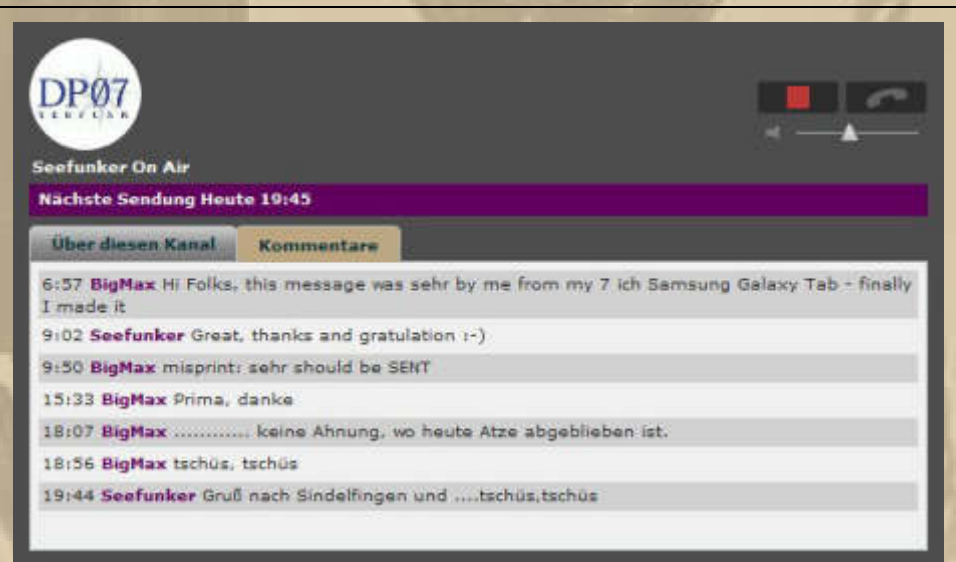 DP07
SEEFUNK
Seefunker On Air
Nächste Sendung Heute 19:45
Über diesen Kanal Kommentare
6:57 BigMax Hi Folks, this message was sehr by me from my 7 ich Samsung Galaxy Tab - finally
I made it
9:02 Seefunker Great, thanks and gratulation :-)
9:50 BigMax misprint: sehr should be SENT
15:33 BigMax Prima, danke
18:07 BigMax ............ keine Ahnung, wo heute Atze abgeblieben ist.
18:56 BigMax tschüs, tschüs
19:44 Seefunker Gruß nach Sindelfingen und ....tschüs,tschüs